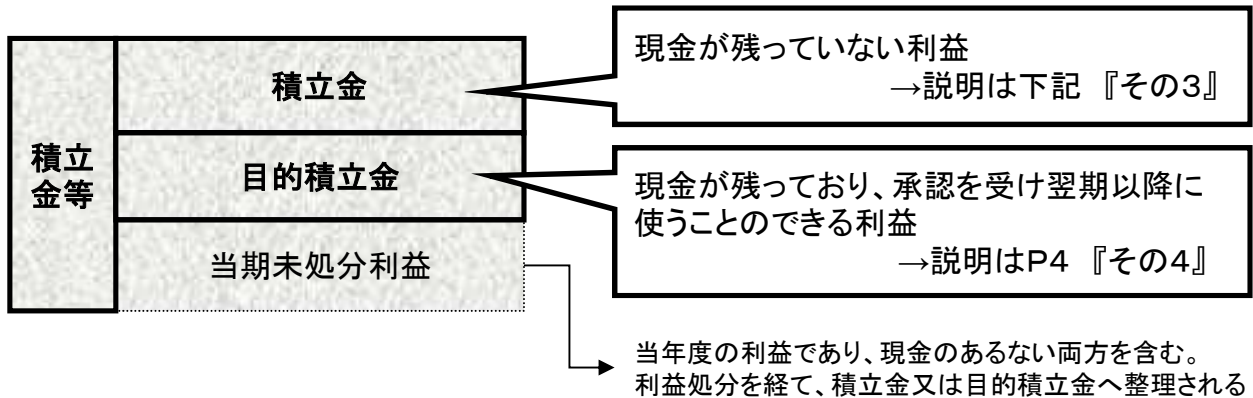 積立
金等
積立金
目的積立金
当期未処分利益
現金が残っていない利益
→説明は下記 『その3』
現金が残っており、承認を受け翌期以降に
使うことのできる利益
→説明はP4 『その4』
当年度の利益であり、現金のあるない両方を含む。
利益処分を経て、積立金又は目的積立金へ整理される